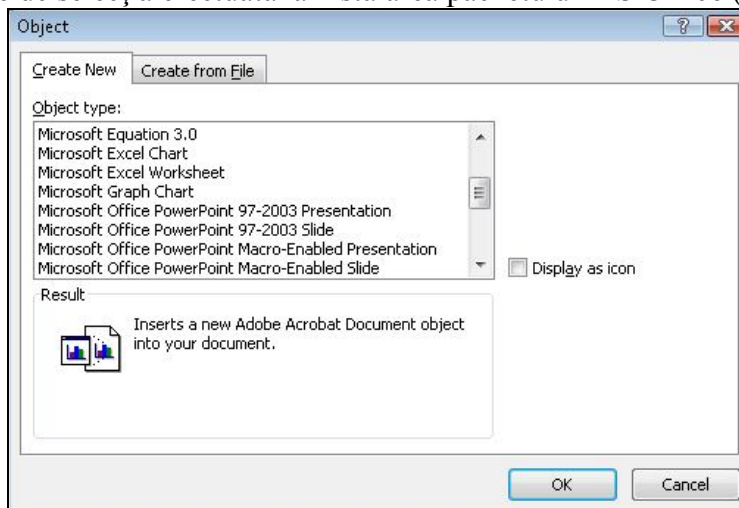 Object
Create New
Create from File
Object type:
Microsoft Equation 3.0
Microsoft Excel Chart
Microsoft Excel Worksheet
Microsoft Graph Chart
Microsoft Office PowerPoint 97-2003 Presentation
Microsoft Office PowerPoint 97-2003 Slide
Microsoft Office PowerPoint Macro-Enabled Presentation
Microsoft Office PowerPoint Macro-Enabled Slide
Display as icon
Result
Inserts a new Adobe Acrobat Document object
into your document.
OK
Cancel